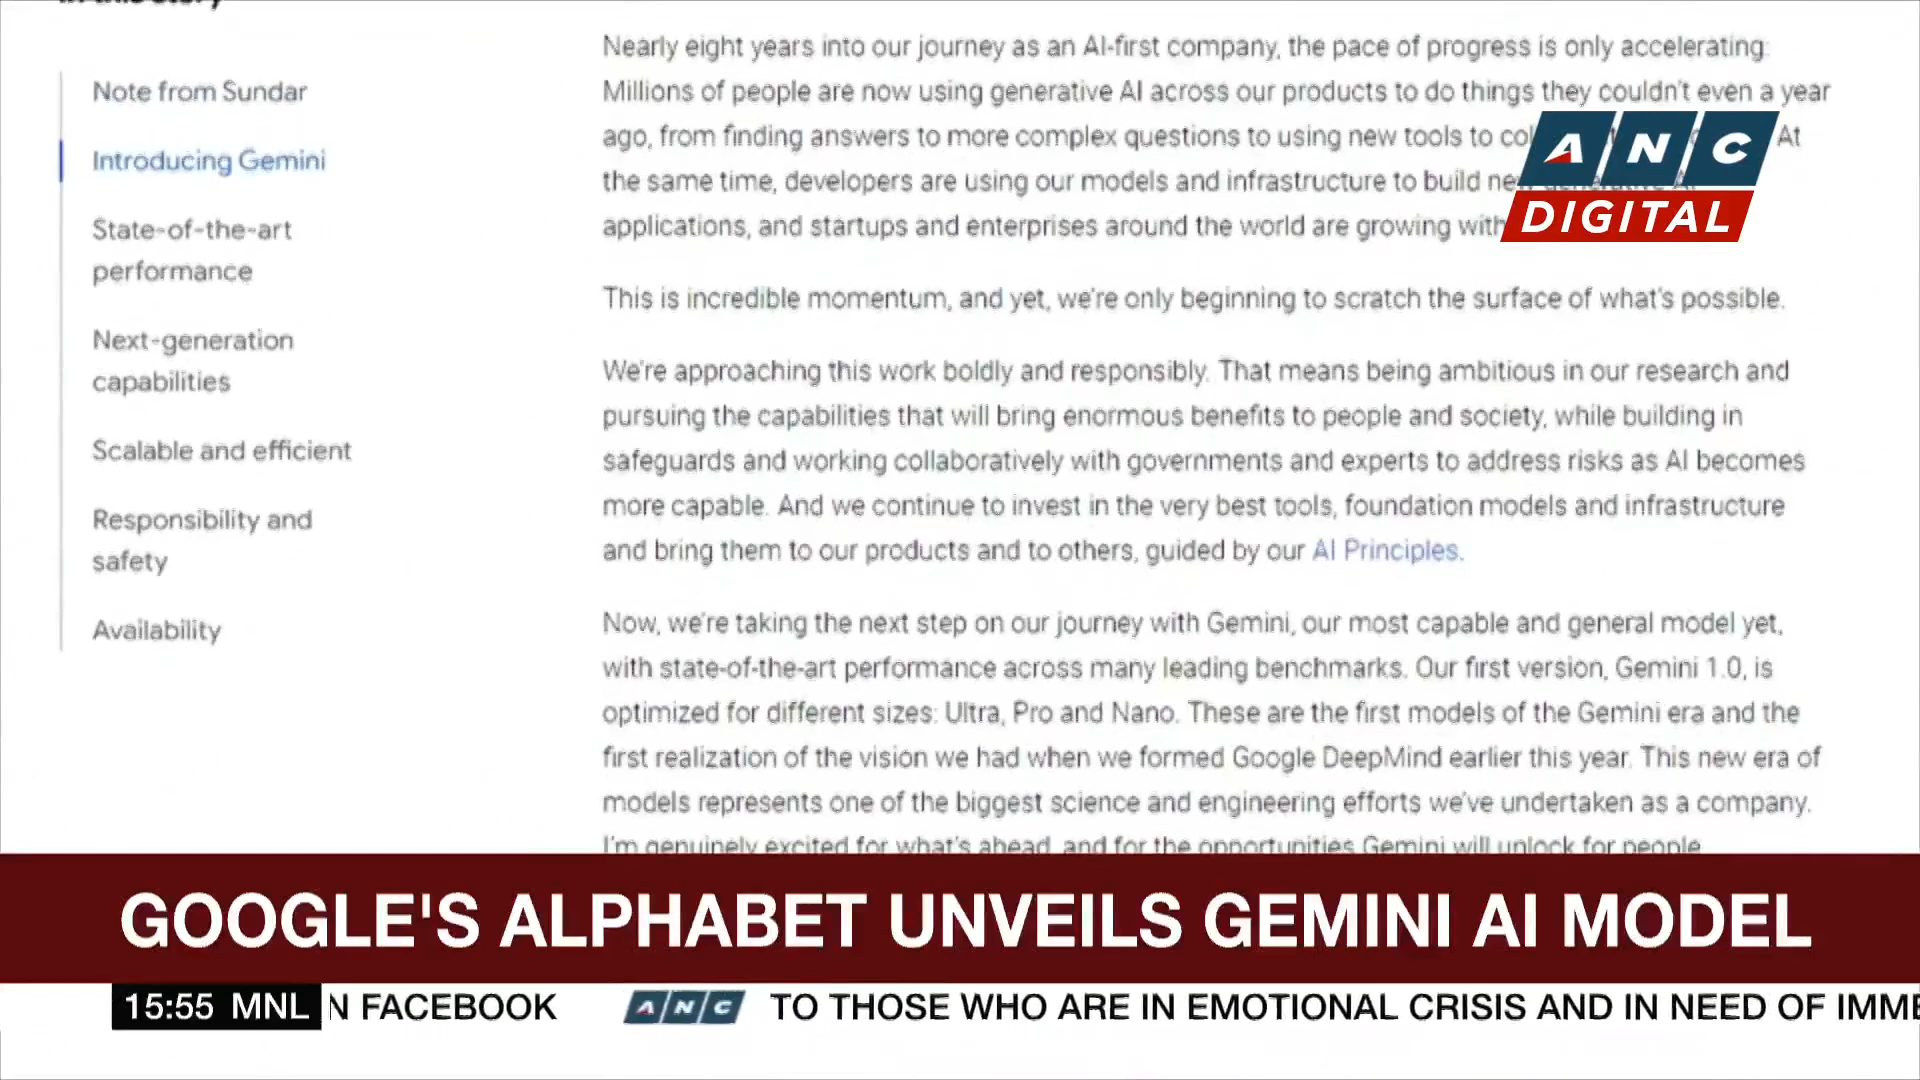 In this story
Note from Sundar
Introducing Gemini
State-of-the-art
performance
Next-generation
capabilities
Scalable and efficient
Responsibility and
safety
Availability
Nearly eight years into our journey as an AI-first company, the pace of progress is only accelerating:
Millions of people are now using generative AI across our products to do things they couldn't even a year
ago, from finding answers to more complex questions to using new tools to col At
the same time, developers are using our models and infrastructure to build new generative AI
applications, and startups and enterprises around the world are growing with
This is incredible momentum, and yet, we're only beginning to scratch the surface of what's possible.
We're approaching this work boldly and responsibly. That means being ambitious in our research and
pursuing the capabilities that will bring enormous benefits to people and society, while building in
safeguards and working collaboratively with governments and experts to address risks as AI becomes
more capable. And we continue to invest in the very best tools, foundation models and infrastructure
and bring them to our products and to others, guided by our AI Principles.
Now, we're taking the next step on our journey with Gemini, our most capable and general model yet,
with state-of-the-art performance across many leading benchmarks. Our first version, Gemini 1.0, is
optimized for different sizes: Ultra, Pro and Nano. These are the first models of the Gemini era and the
first realization of the vision we had when we formed Google DeepMind earlier this year. This new era of
models represents one of the biggest science and engineering efforts we've undertaken as a company.
I'm genuinely excited for what's ahead, and for the opportunities Gemini will unlock for people
ANC
DIGITAL
GOOGLE'S ALPHABET UNVEILS GEMINI AI MODEL
15:55 MNL N FACEBOOK ANC TO THOSE WHO ARE IN EMOTIONAL CRISIS AND IN NEED OF IMME